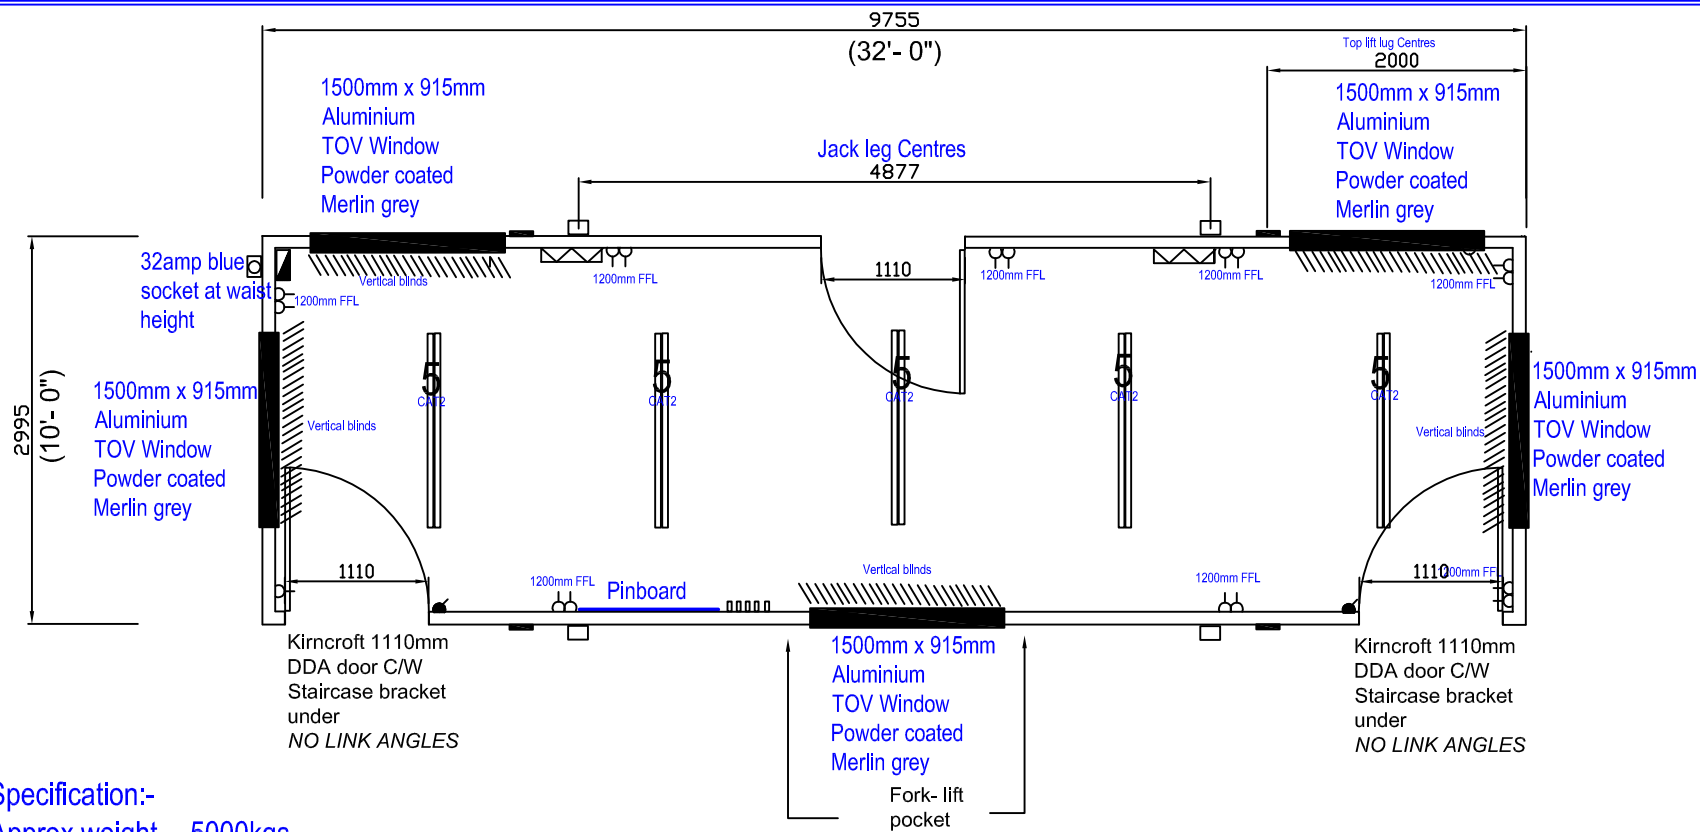 9755
(32'- 0")
Top lift lug Centres
2000
1500mm x 915mm
Aluminium
TOV Window
Powder coated
Merlin grey
Jack leg Centres
4877
1500mm x 915mm
Aluminium
TOV Window
Powder coated
Merlin grey
32amp blue
socket at waist
height
Vertical blinds
1200mm FFL
1200mm FFL
1110
1200mm FFL
1200mm FFL
1200mm FFL
2995
(10'- 0")
1500mm x 915mm
Aluminium
TOV Window
Powder coated
Merlin grey
Vertical blinds
5
CAT2
5
CAT2
5
CAT2
5
CAT2
5
CAT2
Vertical blinds
1500mm x 915mm
Aluminium
TOV Window
Powder coated
Merlin grey
1110
1200mm FFL
Pinboard
Vertical blinds
1200mm FFL
1110
1200mm FFL
Kirncroft 1110mm
DDA door C/W
Staircase bracket
under
NO LINK ANGLES
1500mm x 915mm
Aluminium
TOV Window
Powder coated
Merlin grey
Kirncroft 1110mm
DDA door C/W
Staircase bracket
under
NO LINK ANGLES
Fork- lift
pocket
Specification:-
Approx weight - 5000kgs